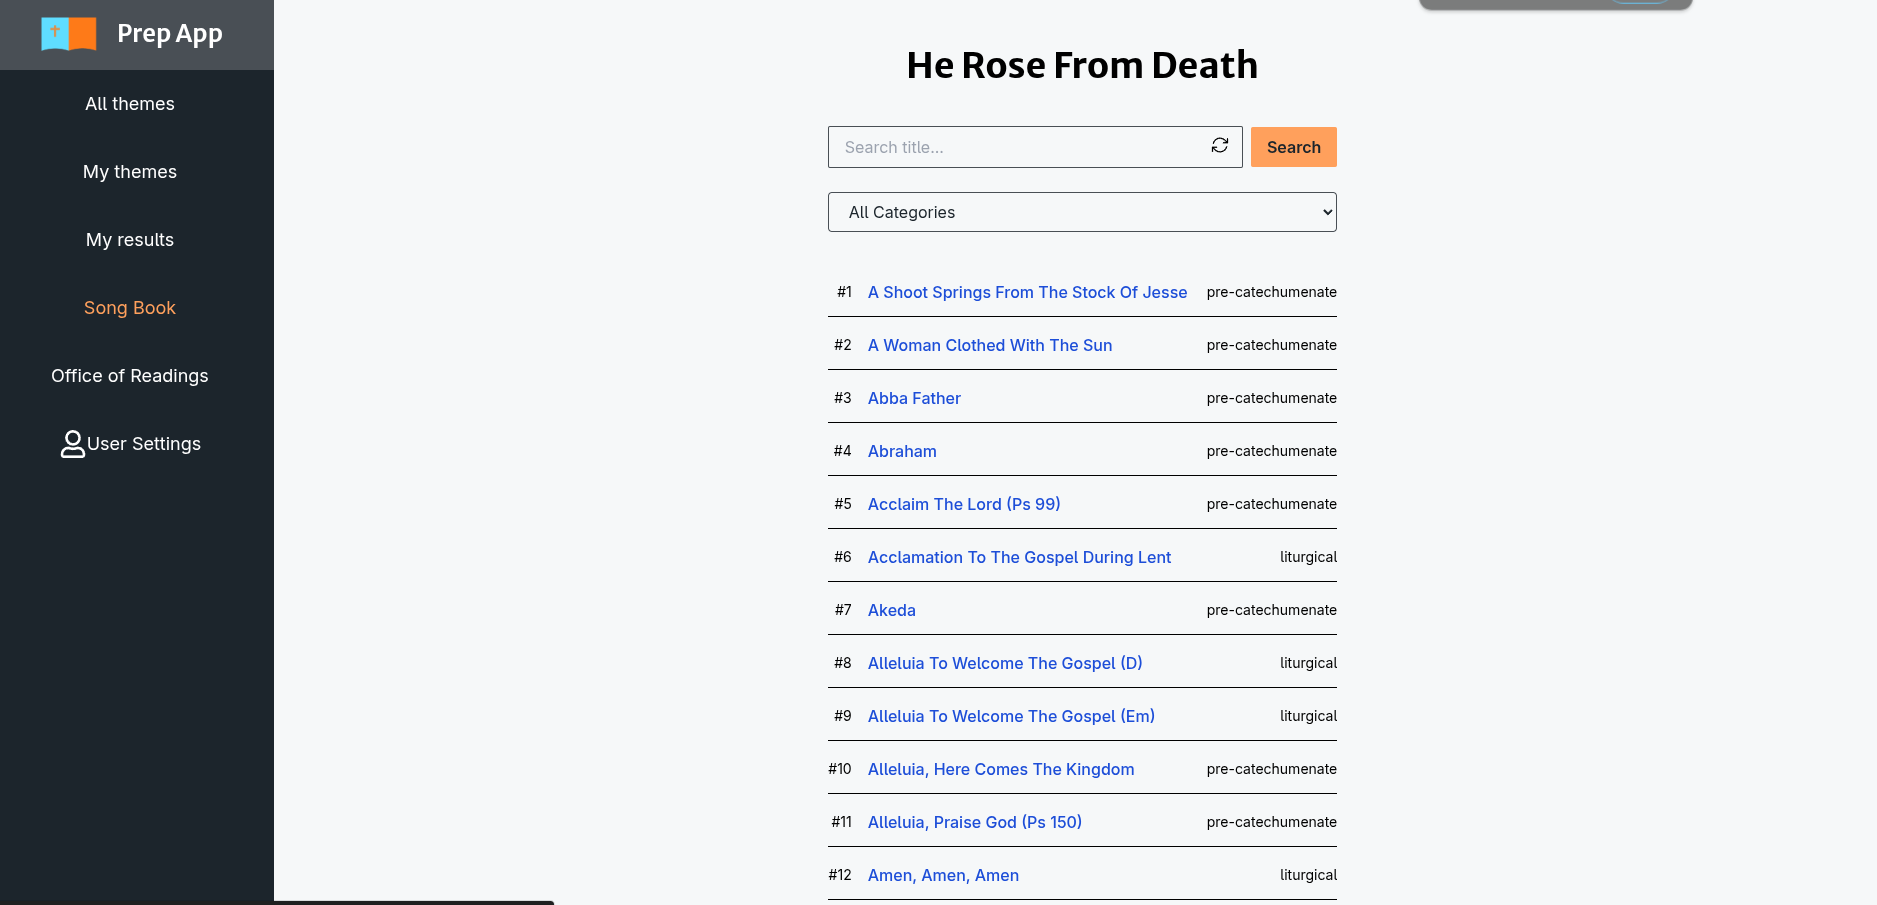 Prep App
All themes
My themes
My results
Song Book
Office of Readings
User Settings
He Rose From Death
Search title...
Search
All Categories
#1 A Shoot Springs From The Stock Of Jesse pre-catechumenate
#2 A Woman Clothed With The Sun pre-catechumenate
#3 Abba Father pre-catechumenate
#4 Abraham pre-catechumenate
#5 Acclaim The Lord (Ps 99) pre-catechumenate
#6 Acclamation To The Gospel During Lent liturgical
#7 Akeda pre-catechumenate
#8 Alleluia To Welcome The Gospel (D) liturgical
#9 Alleluia To Welcome The Gospel (Em) liturgical
#10 Alleluia, Here Comes The Kingdom pre-catechumenate
#11 Alleluia, Praise God (Ps 150) pre-catechumenate
#12 Amen, Amen, Amen liturgical